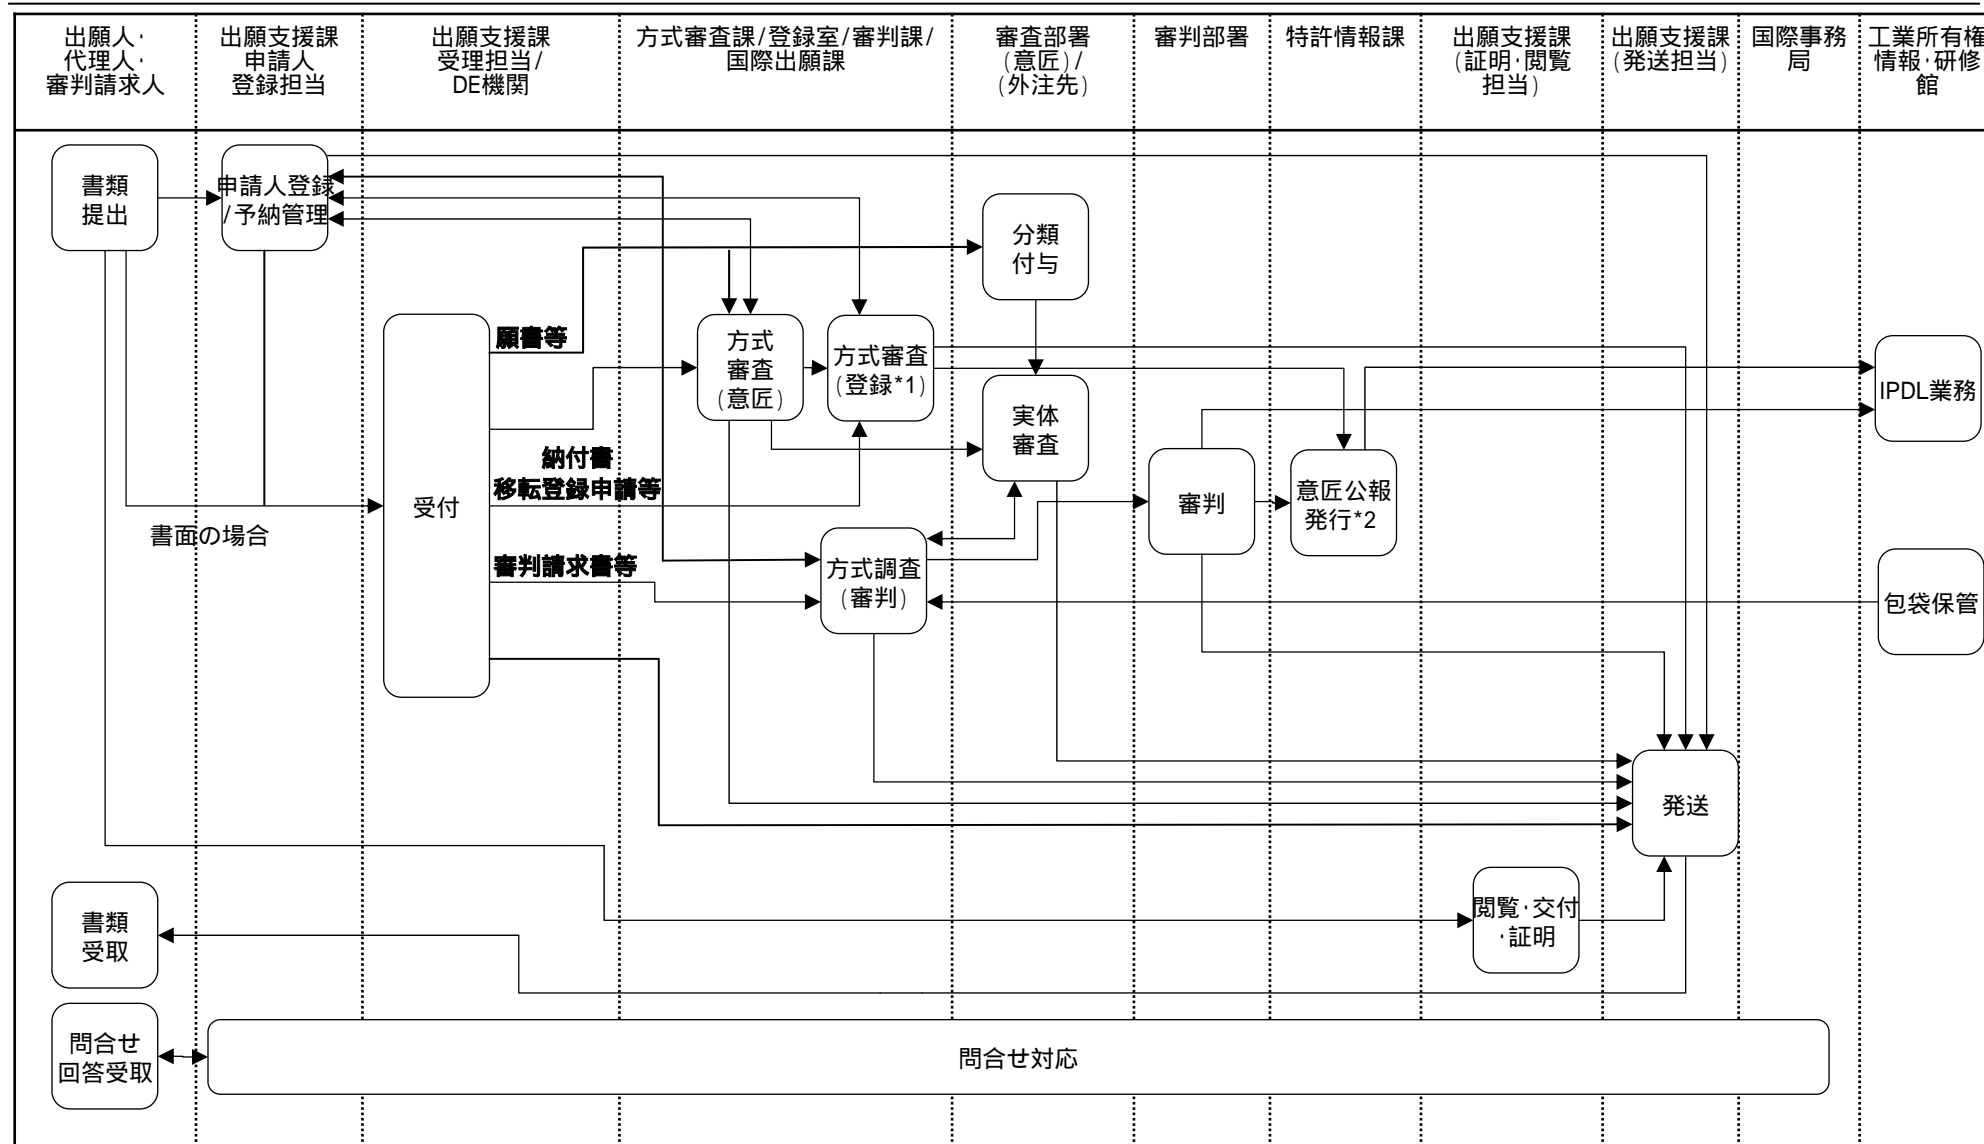 出願人・
代理人・
審判請求人
出願支援課
申請人
登録担当
出願支援課
受理担当/
DE機関
方式審査課/登録室/審判課/
国際出願課
審査部署
(意匠)/
(外注先)
審判部署
特許情報課
出願支援課
(証明・閲覧
担当)
出願支援課
(発送担当)
国際事務
局
工業所有権
情報・研修
館
書類
提出
申請人登録
/予納管理
分類
付与
願書等
方式
審査
(意匠)
方式審査
(登録*1)
IPDL業務
実体
審査
納付書
移転登録申請等
受付
審判
意匠公報
発行*2
書面の場合
審判請求書等
方式調査
(審判)
包袋保管
発送
書類
受取
閲覧・交付
・証明
問合せ
回答受取
問合せ対応